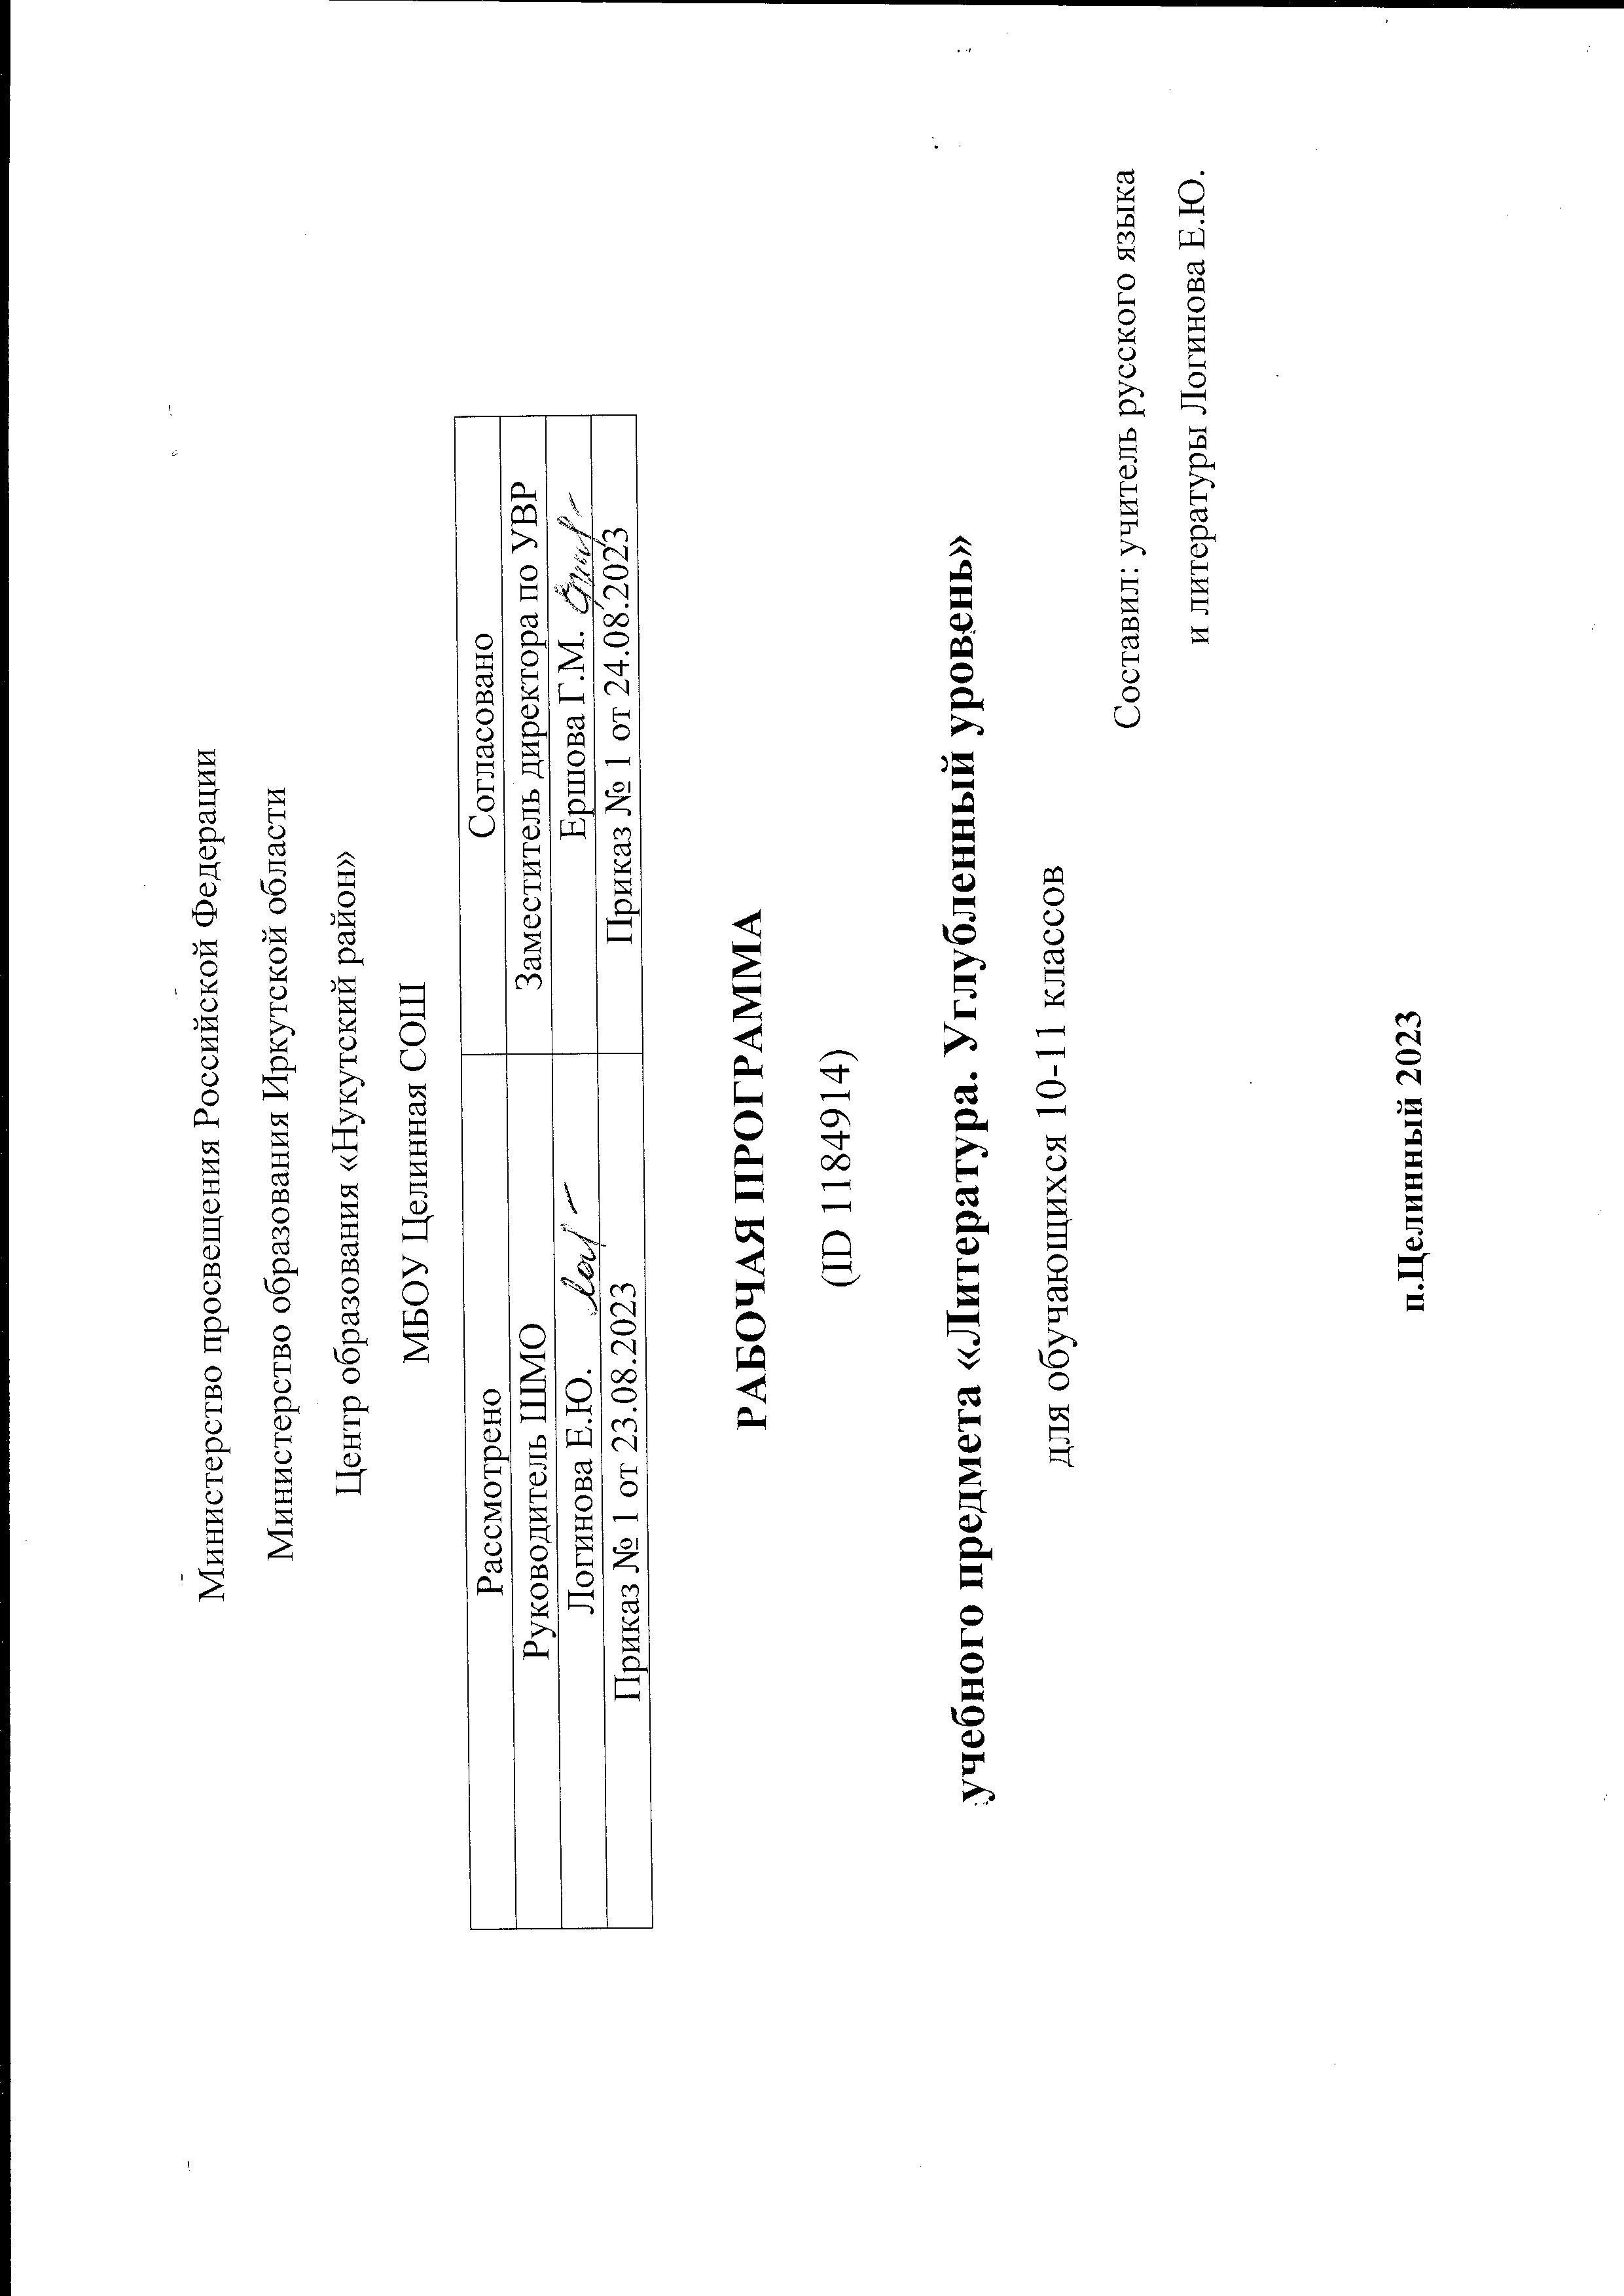 Министерство просвещения Российской Федерации
Министерство образования Иркутской области
Центр образования «Нукутский район»
МБОУ Целинная СОШ
Рассмотрено
Согласовано
Руководитель ШМО
Заместитель директора по УВР
Логинова Е.Ю.
Ершова Г.М.
Приказ № 1 от 23.08.2023
Приказ № 1 от 24.08.2023
РАБОЧАЯ ПРОГРАММА
(ID 1184914)
учебного предмета «Литература. Углубленный уровень»
для обучающихся 10-11 классов
Составил: учитель русского языка
и литературы Логинова Е.Ю.
п.Целинный 2023